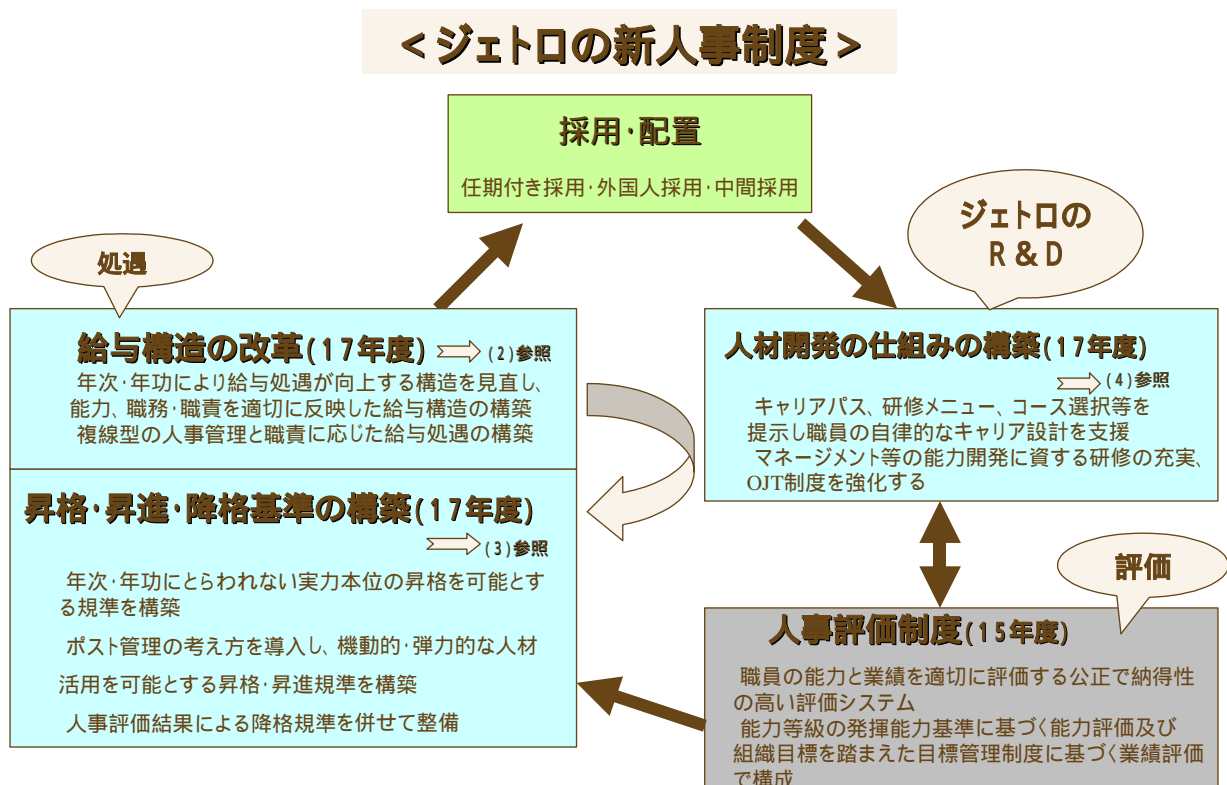 <ジェトロの新人事制度>
採用･配置
任期付き採用･外国人採用･中間採用
ジェトロの
R&D
処遇
給与構造の改革(17年度) (2)参照
年次･年功により給与処遇が向上する構造を見直し、
能力、職務･職責を適切に反映した給与構造の構築
複線型の人事管理と職責に応じた給与処遇の構築
昇格･昇進･降格基準の構築(17年度)
(3)参照
年次･年功にとらわれない実力本位の昇格を可能とす
る規準を構築
ポスト管理の考え方を導入し、機動的･弾力的な人材
活用を可能とする昇格･昇進規準を構築
人事評価結果による降格規準を併せて整備
人材開発の仕組みの構築(17年度)
(4)参照
キャリアパス、研修メニュー、コース選択等を
提示し職員の自律的なキャリア設計を支援
マネージメント等の能力開発に資する研修の充実、
OJT制度を強化する
評価
人事評価制度(15年度)
職員の能力と業績を適切に評価する公正で納得性
の高い評価システム
能力等級の発揮能力基準に基づく能力評価及び
組織目標を踏まえた目標管理制度に基づく業績評価
で構成